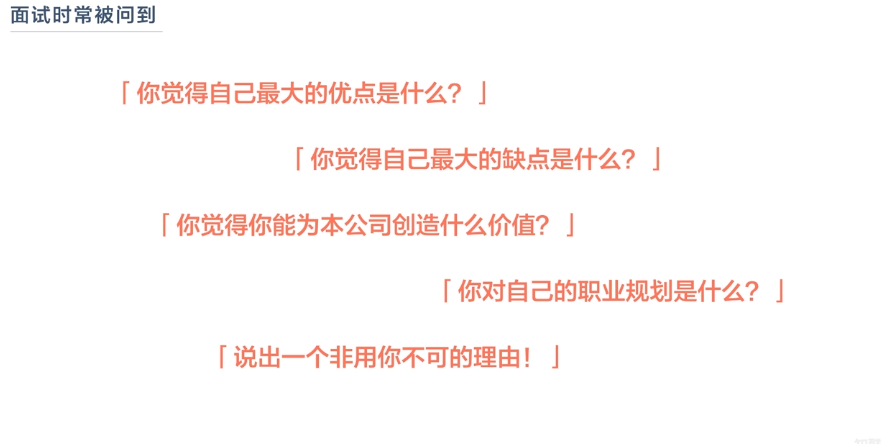 面试时常被问到
「你觉得自己最大的优点是什么？」
「你觉得自己最大的缺点是什么？」
「你觉得你能为本公司创造什么价值？」
「你对自己的职业规划是什么？」
「说出一个非用你不可的理由！」